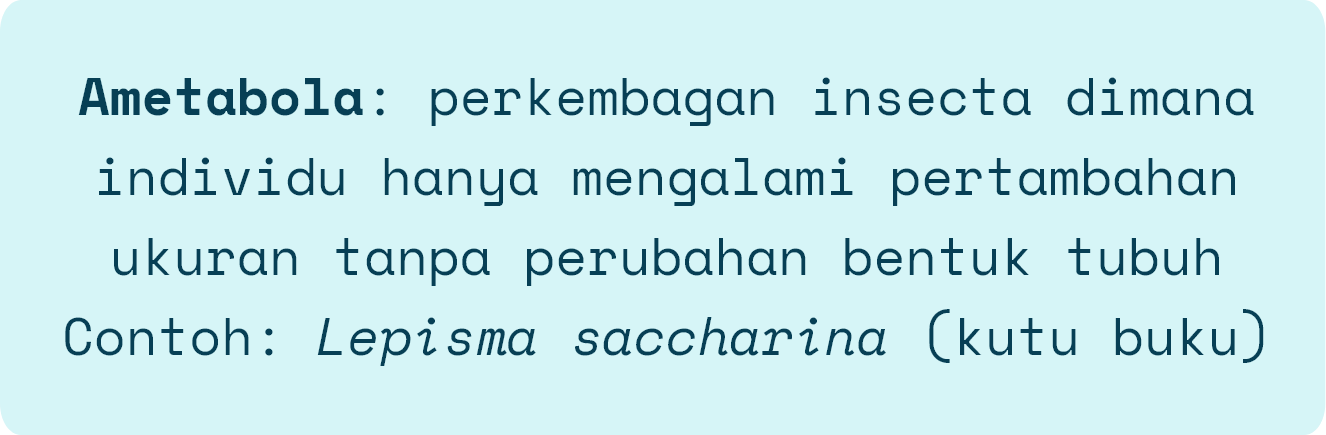 Ametabola: perkembagan insecta dimana
individu hanya mengalami pertambahan
ukuran tanpa perubahan bentuk tubuh
Contoh: Lepisma saccharina (kutu buku)